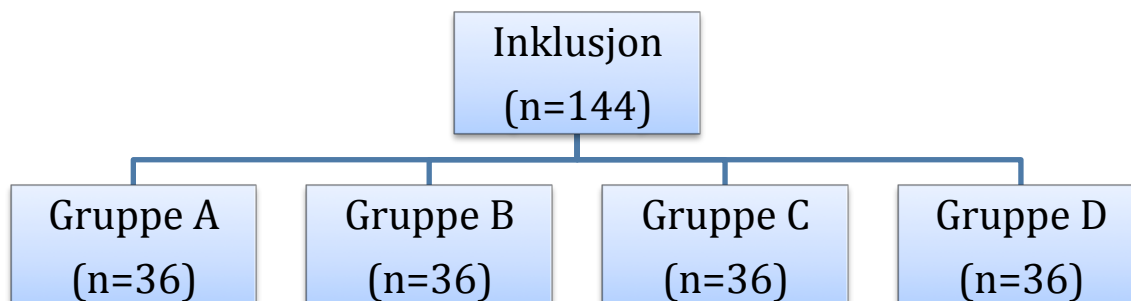 Inklusjon
(n=144)
Gruppe A
(n=36)
Gruppe B
(n=36)
Gruppe C
(n=36)
Gruppe D
(n=36)